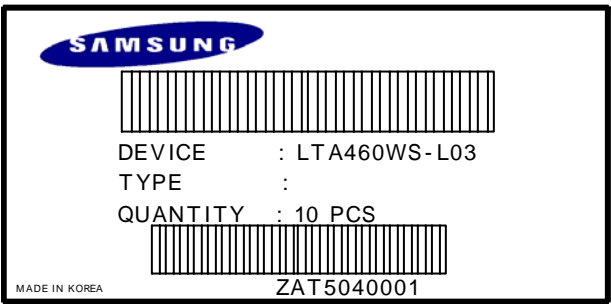 SAMSUNG
DEVICE : LTA460WS-L03
TYPE :
QUANTITY : 10 PCS
MADE IN KOREA ZAT5040001